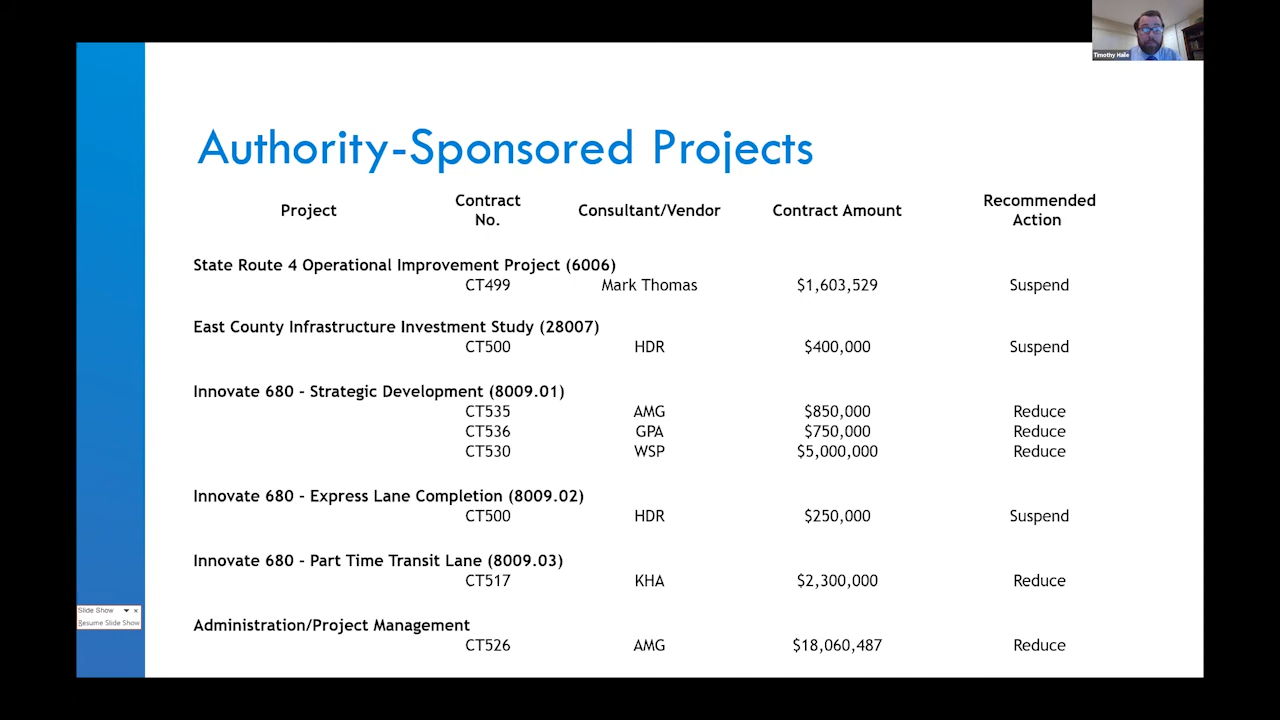 Timothy Haile
Authority-Sponsored Projects
Project Contract No. Consultant/Vendor Contract Amount Recommended Action
State Route 4 Operational Improvement Project (6006)
CT499 Mark Thomas $1,603,529 Suspend
East County Infrastructure Investment Study (28007)
CT500 HDR $400,000 Suspend
Innovate 680 - Strategic Development (8009.01)
CT535 AMG $850,000 Reduce
CT536 GPA $750,000 Reduce
CT530 WSP $5,000,000 Reduce
Innovate 680 - Express Lane Completion (8009.02)
CT500 HDR $250,000 Suspend
Innovate 680 - Part Time Transit Lane (8009.03)
CT517 KHA $2,300,000 Reduce
Slide Show
Resume Slide Show
Administration/Project Management
CT526 AMG $18,060,487 Reduce